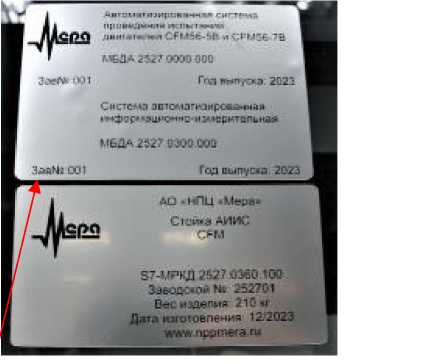 Мера
Автоматизированная система
проведения испытаний
двигателей CFM56-5B и CFM56-7B
МБДА 2527.0000.000
Зав№ 001 Год выпуска: 2023
Система автоматизированная
информационно-измерительная
МБДА 2527.0300.000
Зав№ 001 Год выпуска: 2023
Мера
АО «НПЦ «Мера»
Стойка АИИС
CFM
S7-МРКД.2527.0360.100
Заводской № 252701
Вес изделия: 210 кг
Дата изготовления: 12/2023
www.nppmera.ru